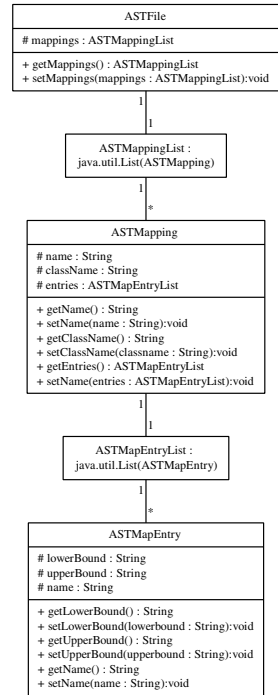 ASTFile
# mappings : ASTMappingList
+ getMappings() : ASTMappingList
+ setMappings(mappings : ASTMappingList):void
1
1
ASTMappingList :
java.util.List(ASTMapping)
1
*
ASTMapping
# name : String
# className : String
# entries : ASTMapEntryList
+ getName() : String
+ setName(name : String):void
+ getClassName() : String
+ setClassName(classname : String):void
+ getEntries() : ASTMapEntryList
+ setName(entries : ASTMapEntryList):void
1
1
ASTMapEntryList :
java.util.List(ASTMapEntry)
1
*
ASTMapEntry
# lowerBound : String
# upperBound : String
# name : String
+ getLowerBound() : String
+ setLowerBound(lowerbound : String):void
+ getUpperBound() : String
+ setUpperBound(upperbound : String):void
+ getName() : String
+ setName(name : String):void